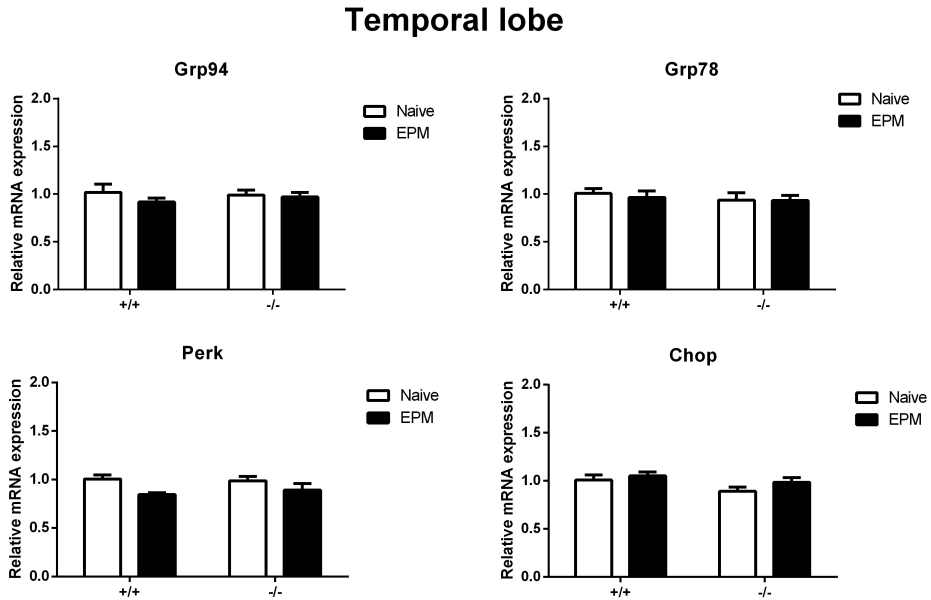 Temporal lobe
Grp94
Relative mRNA expression
2.0
1.5
1.0
0.5
0.0
+/+
-/-
Naive
EPM
Grp78
Relative mRNA expression
2.0
1.5
1.0
0.5
0.0
+/+
-/-
Naive
EPM
Perk
Relative mRNA expression
2.0
1.5
1.0
0.5
0.0
+/+
-/-
Naive
EPM
Chop
Relative mRNA expression
2.0
1.5
1.0
0.5
0.0
+/+
-/-
Naive
EPM